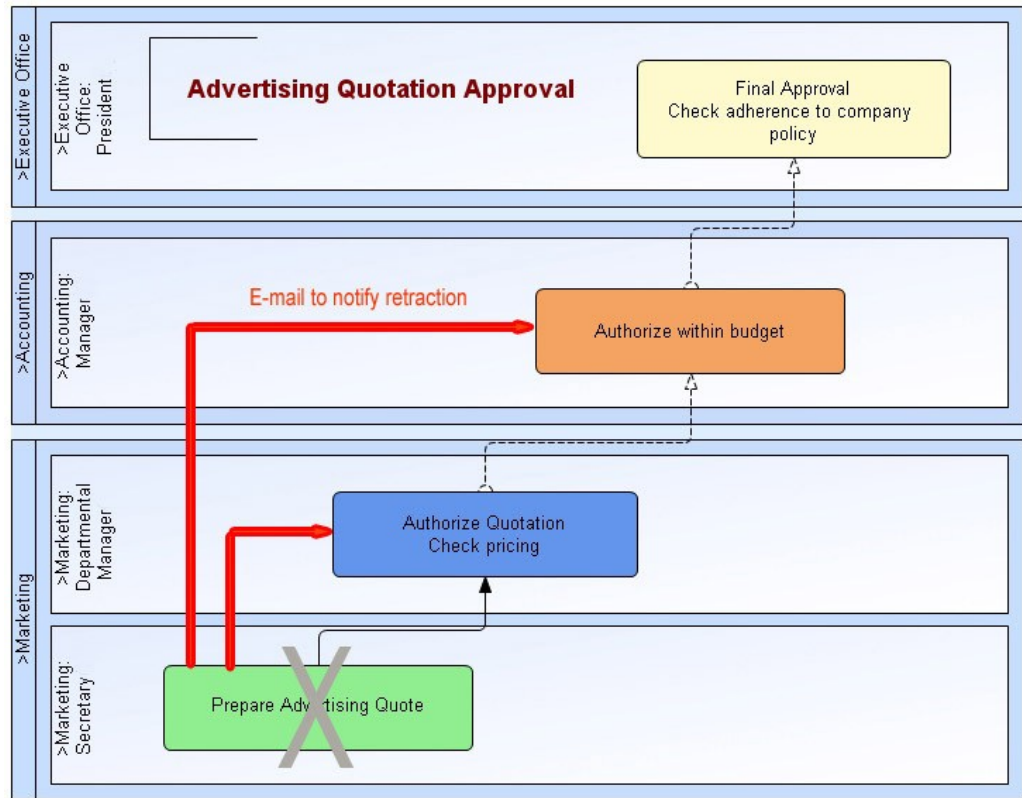 >Executive Office
>Executive
Office:
President
Advertising Quotation Approval
Final Approval
Check adherence to company
policy
>Accounting
>Accounting:
Manager
E-mail to notify retraction
Authorize within budget
>Marketing
>Marketing:
Departmental
Manager
Authorize Quotation
Check pricing
>Marketing:
Secretary
Prepare Advertising Quote
X